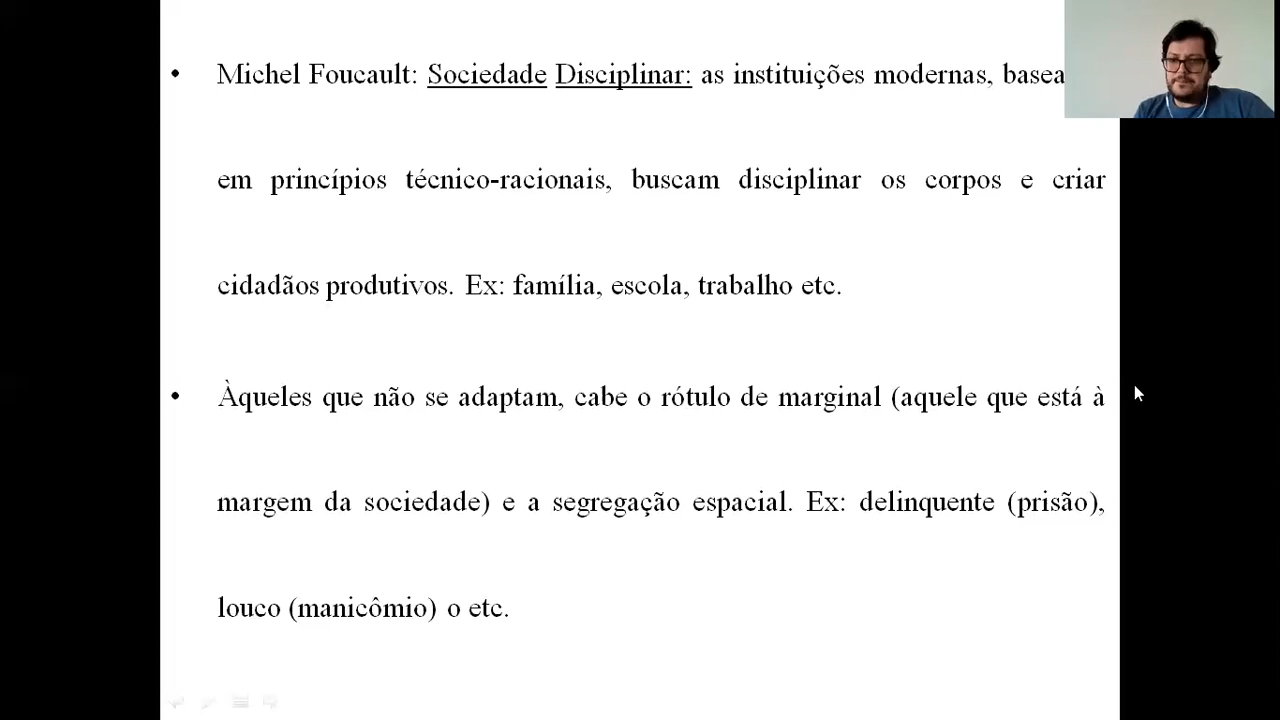 • Michel Foucault: Sociedade Disciplinar: as instituições modernas, basea
em princípios técnico-racionais, buscam disciplinar os corpos e criar
cidadãos produtivos. Ex: família, escola, trabalho etc.
• Àqueles que não se adaptam, cabe o rótulo de marginal (aquele que está à
margem da sociedade) e a segregação espacial. Ex: delinquente (prisão),
louco (manicômio) o etc.